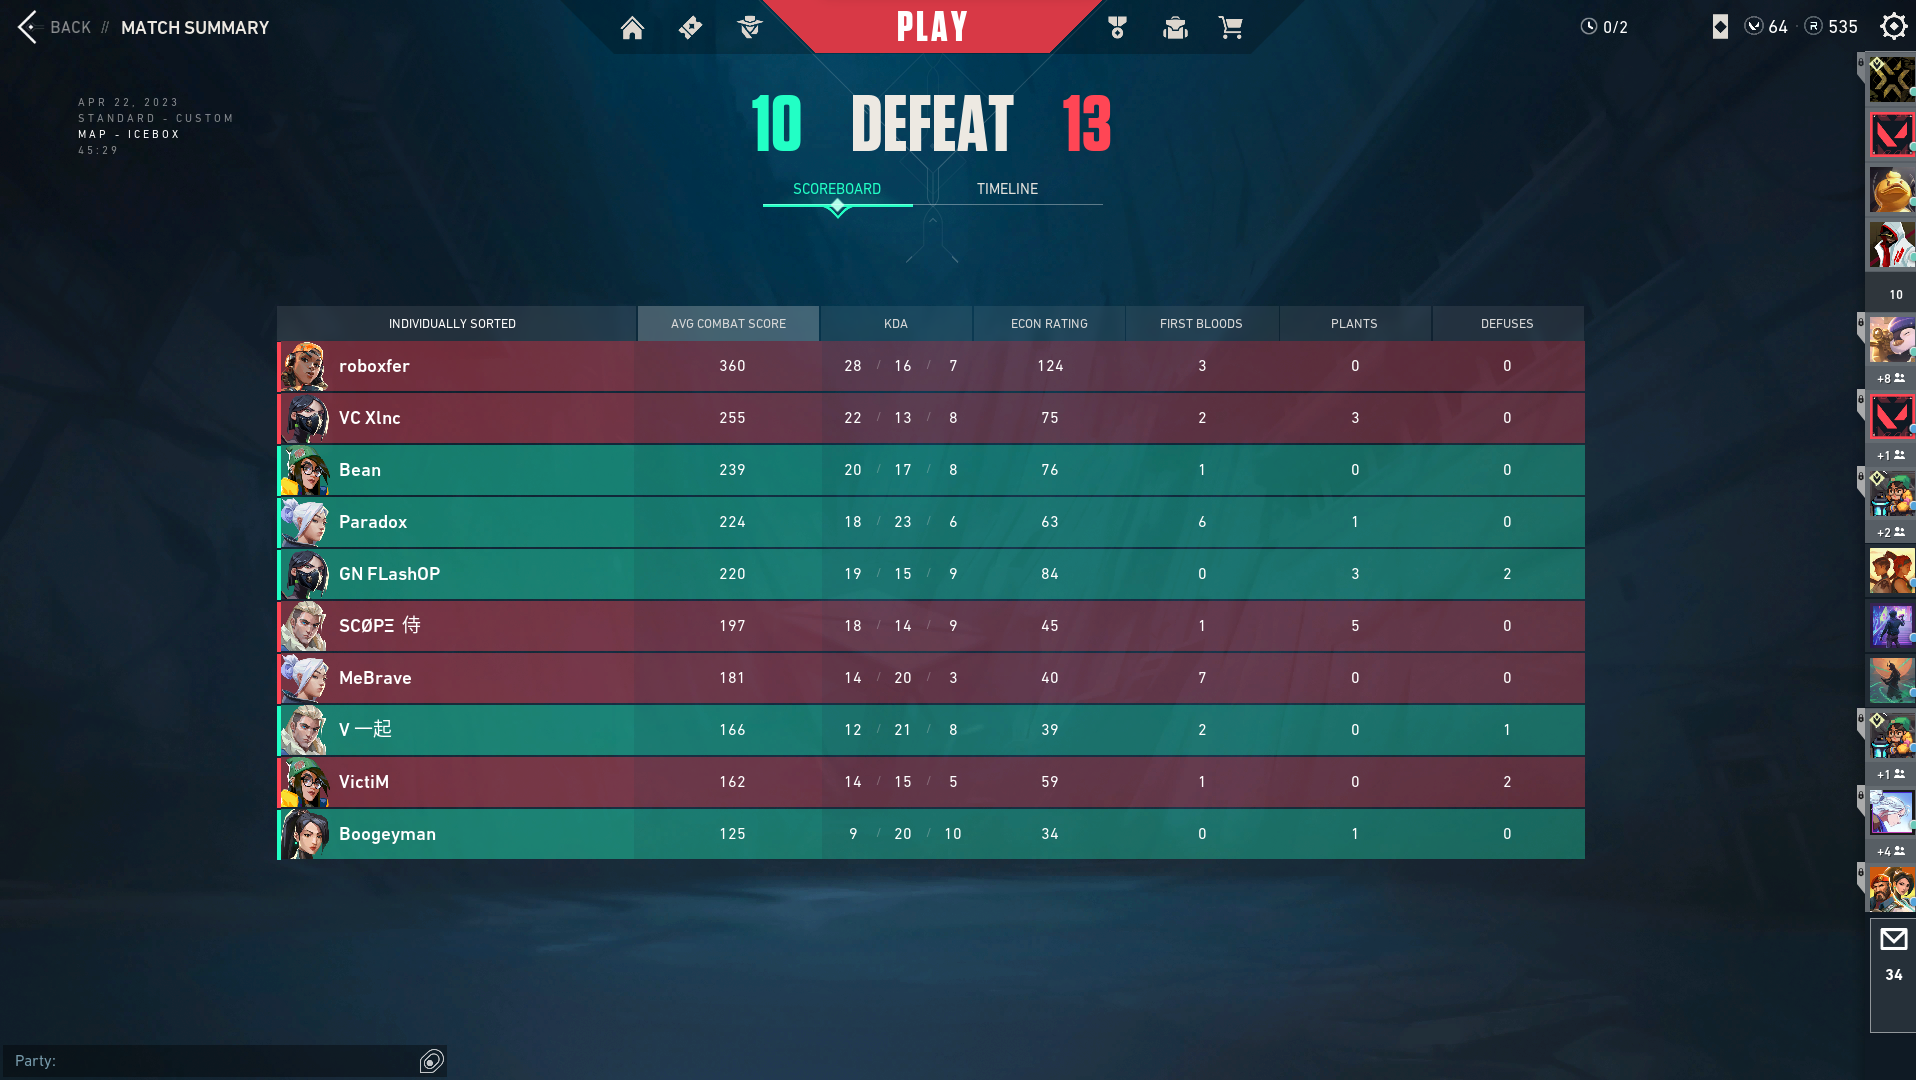 BACK // MATCH SUMMARY
PLAY
0/2
64 · R 535
APR 22, 2023
STANDARD - CUSTOM
MAP - ICEBOX
45:29
10 DEFEAT 13
SCOREBOARD TIMELINE
INDIVIDUALLY SORTED AVG COMBAT SCORE KDA ECON RATING FIRST BLOODS PLANTS DEFUSES
roboxfer 360 28 / 16 / 7 124 3 0 0
VC Xlnc 255 22 / 13 / 8 75 2 3 0
Bean 239 20 / 17 / 8 76 1 0 0
Paradox 224 18 / 23 / 6 63 6 1 0
GN FLashOP 220 19 / 15 / 9 84 0 3 2
SCØPΞ 侍 197 18 / 14 / 9 45 1 5 0
MeBrave 181 14 / 20 / 3 40 7 0 0
V 一起 166 12 / 21 / 8 39 2 0 1
VictiM 162 14 / 15 / 5 59 1 0 2
Boogeyman 125 9 / 20 / 10 34 0 1 0
10
+8
+1
+2
+1
+4
34
Party: